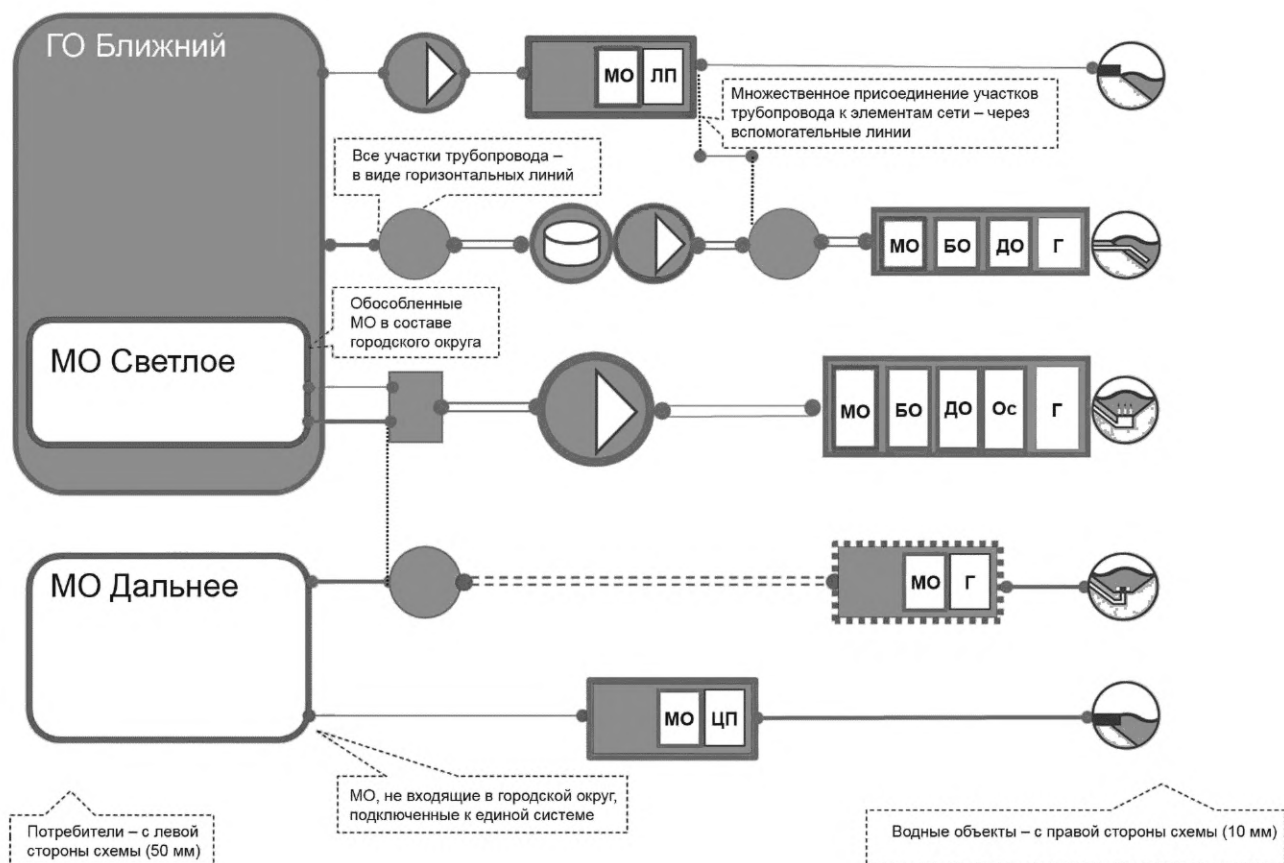 ГО Ближний
МО ЛП
Множественное присоединение участков
трубопровода к элементам сети – через
вспомогательные линии
Все участки трубопровода –
в виде горизонтальных линий
МО БО ДО Г
Обособленные
МО в составе
городского округа
МО Светлое
МО БО ДО Ос Г
МО Дальнее
МО Г
МО ЦП
МО, не входящие в городской округ,
подключенные к единой системе
Потребители – с левой
стороны схемы (50 мм)
Водные объекты – с правой стороны схемы (10 мм)